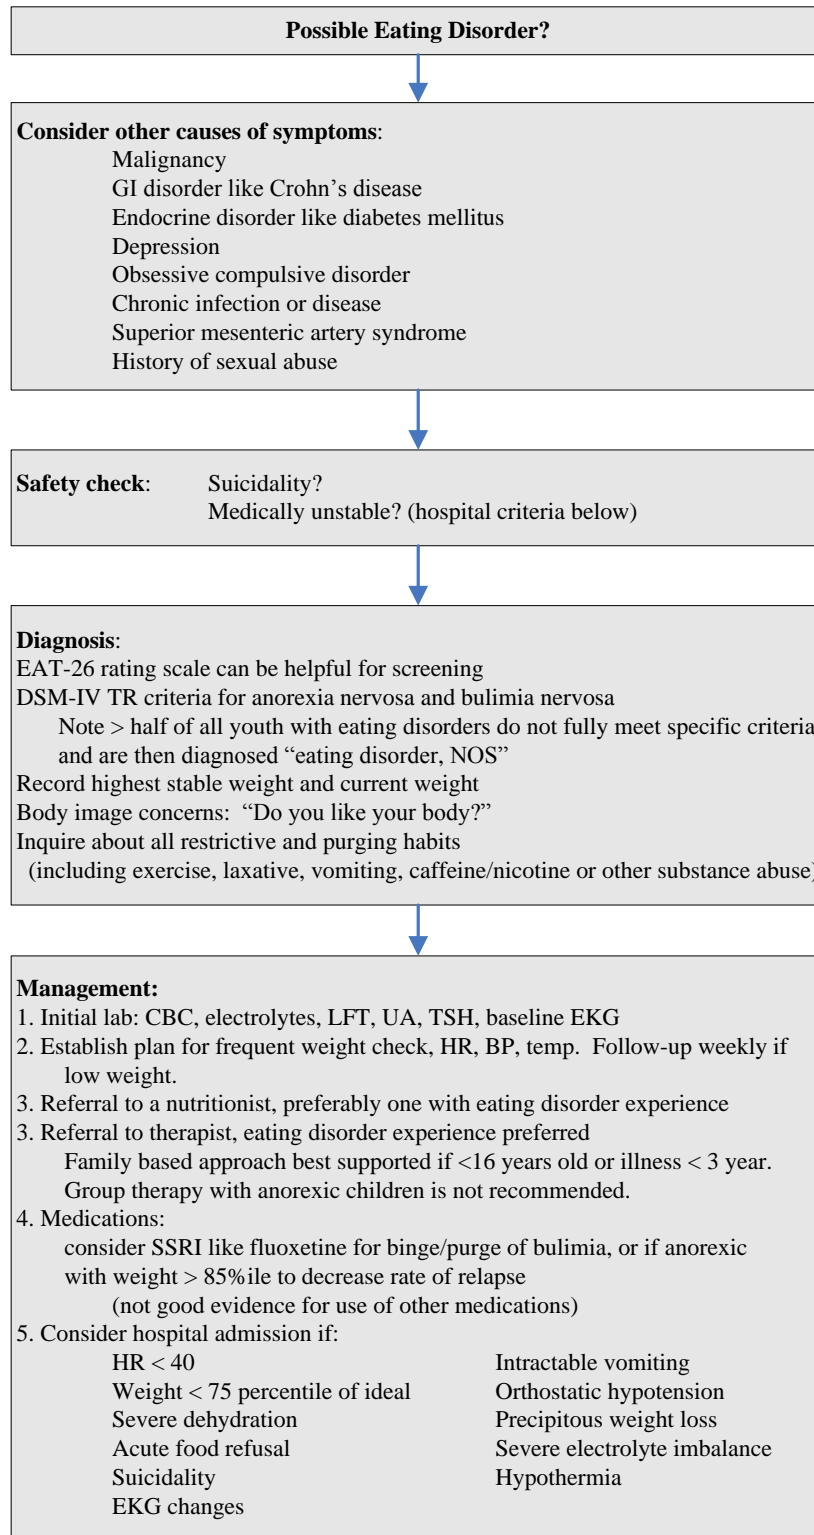 Possible Eating Disorder?
Consider other causes of symptoms:
Malignancy
GI disorder like Crohn’s disease
Endocrine disorder like diabetes mellitus
Depression
Obsessive compulsive disorder
Chronic infection or disease
Superior mesenteric artery syndrome
History of sexual abuse
Safety check: Suicidality?
Medically unstable? (hospital criteria below)
Diagnosis:
EAT-26 rating scale can be helpful for screening
DSM-IV TR criteria for anorexia nervosa and bulimia nervosa
Note > half of all youth with eating disorders do not fully meet specific criteria
and are then diagnosed “eating disorder, NOS”
Record highest stable weight and current weight
Body image concerns: “Do you like your body?”
Inquire about all restrictive and purging habits
(including exercise, laxative, vomiting, caffeine/nicotine or other substance abuse)
Management:
1. Initial lab: CBC, electrolytes, LFT, UA, TSH, baseline EKG
2. Establish plan for frequent weight check, HR, BP, temp. Follow-up weekly if
low weight.
3. Referral to a nutritionist, preferably one with eating disorder experience
3. Referral to therapist, eating disorder experience preferred
Family based approach best supported if <16 years old or illness < 3 year.
Group therapy with anorexic children is not recommended.
4. Medications:
consider SSRI like fluoxetine for binge/purge of bulimia, or if anorexic
with weight > 85%ile to decrease rate of relapse
(not good evidence for use of other medications)
5. Consider hospital admission if:
HR < 40 Intractable vomiting
Weight < 75 percentile of ideal Orthostatic hypotension
Severe dehydration Precipitous weight loss
Acute food refusal Severe electrolyte imbalance
Suicidality Hypothermia
EKG changes